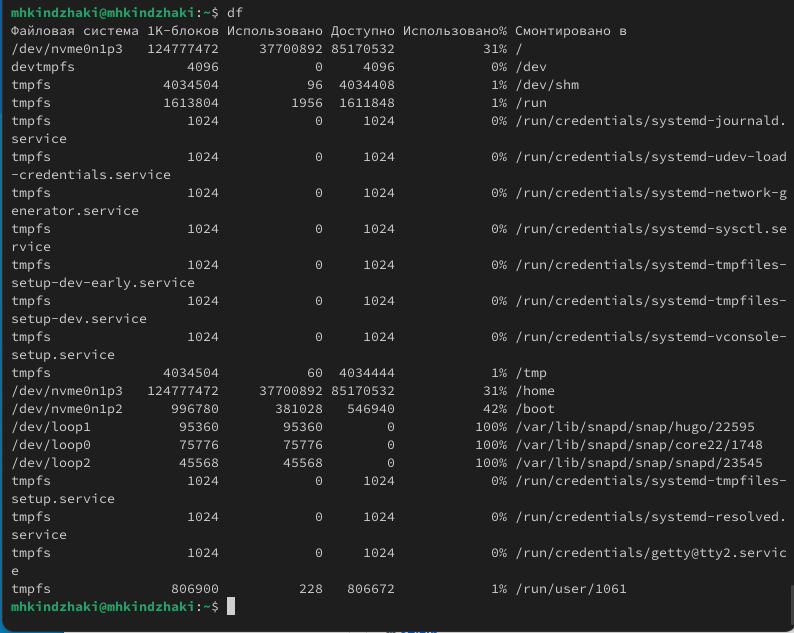 mhkindzhaki@mhkindzhaki:~$ df
Файловая система 1K-блоков Использовано Доступно Использовано% Смонтировано в
/dev/nvme0n1p3   124777472     37700892 85170532           31% /
devtmpfs              4096            0     4096            0% /dev
tmpfs              4034504           96  4034408            1% /dev/shm
tmpfs              1613804         1956  1611848            1% /run
tmpfs                 1024            0     1024            0% /run/credentials/systemd-journald.
service
tmpfs                 1024            0     1024            0% /run/credentials/systemd-udev-load
-credentials.service
tmpfs                 1024            0     1024            0% /run/credentials/systemd-network-g
enerator.service
tmpfs                 1024            0     1024            0% /run/credentials/systemd-sysctl.se
rvice
tmpfs                 1024            0     1024            0% /run/credentials/systemd-tmpfiles-
setup-dev-early.service
tmpfs                 1024            0     1024            0% /run/credentials/systemd-tmpfiles-
setup-dev.service
tmpfs                 1024            0     1024            0% /run/credentials/systemd-vconsole-
setup.service
tmpfs              4034504           60  4034444            1% /tmp
/dev/nvme0n1p3   124777472     37700892 85170532           31% /home
/dev/nvme0n1p2      996780       381028   546940           42% /boot
/dev/loop1           95360        95360        0          100% /var/lib/snapd/snap/hugo/22595
/dev/loop0           75776        75776        0          100% /var/lib/snapd/snap/core22/1748
/dev/loop2           45568        45568        0          100% /var/lib/snapd/snap/snapd/23545
tmpfs                 1024            0     1024            0% /run/credentials/systemd-tmpfiles-
setup.service
tmpfs                 1024            0     1024            0% /run/credentials/systemd-resolved.
service
tmpfs                 1024            0     1024            0% /run/credentials/getty@tty2.servic
e
tmpfs               806900          228   806672            1% /run/user/1061
mhkindzhaki@mhkindzhaki:~$